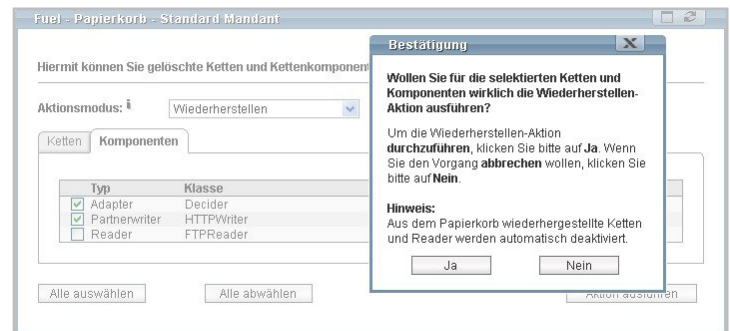 Fuel - Papierkorb - Standard Mandant
Hiermit können Sie gelöschte Ketten und Kettenkomponen
Aktionsmodus: i Wiederherstellen
Ketten Komponenten
Typ Klasse
Adapter Decider
Partnerwriter HTTPWriter
Reader FTPReader
Alle auswählen Alle abwählen Aktion ausführen
Bestätigung X
Wollen Sie für die selektierten Ketten und
Komponenten wirklich die Wiederherstellen-
Aktion ausführen?
Um die Wiederherstellen-Aktion
durchzuführen, klicken Sie bitte auf Ja. Wenn
Sie den Vorgang abbrechen wollen, klicken Sie
bitte auf Nein.
Hinweis:
Aus dem Papierkorb wiederhergestellte Ketten
und Reader werden automatisch deaktiviert.
Ja Nein